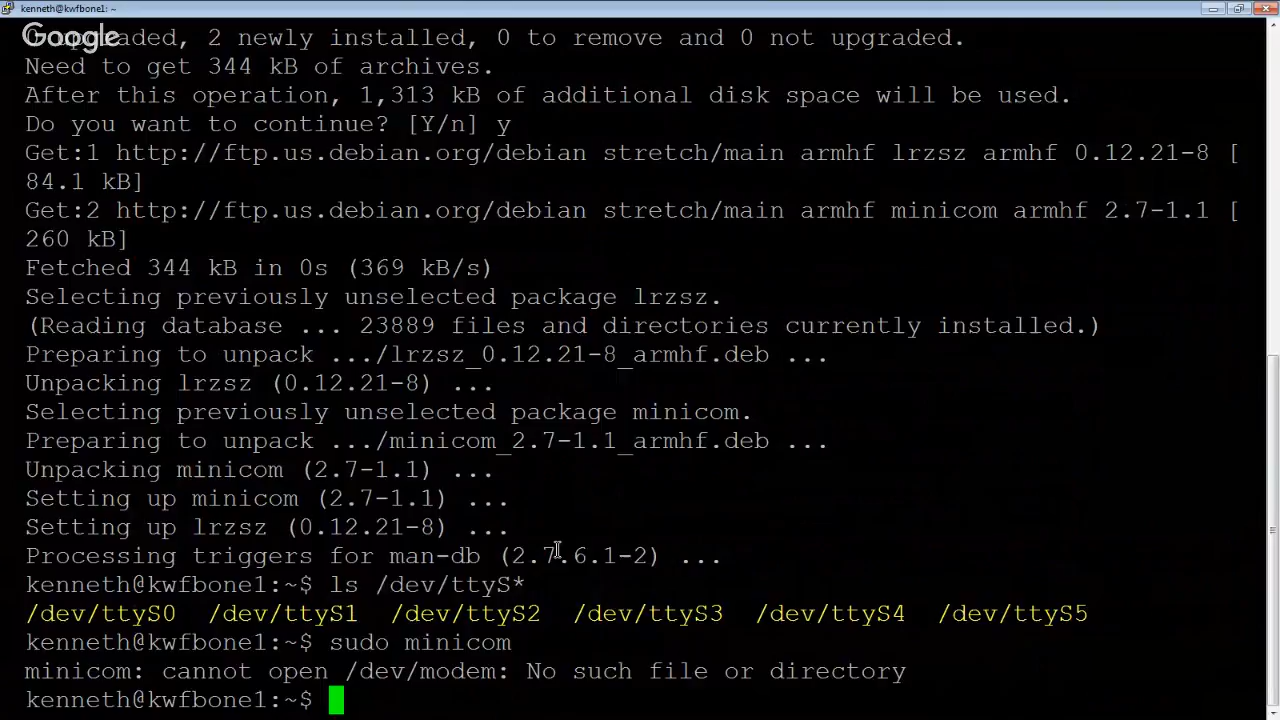 kenneth@kwfbone1: ~
Google
upgraded, 2 newly installed, 0 to remove and 0 not upgraded.
Need to get 344 kB of archives.
After this operation, 1,313 kB of additional disk space will be used.
Do you want to continue? [Y/n] y
Get:1 http://ftp.us.debian.org/debian stretch/main armhf lrzsz armhf 0.12.21-8 [
84.1 kB]
Get:2 http://ftp.us.debian.org/debian stretch/main armhf minicom armhf 2.7-1.1 [
260 kB]
Fetched 344 kB in 0s (369 kB/s)
Selecting previously unselected package lrzsz.
(Reading database ... 23889 files and directories currently installed.)
Preparing to unpack .../lrzsz_0.12.21-8_armhf.deb ...
Unpacking lrzsz (0.12.21-8) ...
Selecting previously unselected package minicom.
Preparing to unpack .../minicom_2.7-1.1_armhf.deb ...
Unpacking minicom (2.7-1.1) ...
Setting up minicom (2.7-1.1) ...
Setting up lrzsz (0.12.21-8) ...
Processing triggers for man-db (2.7.6.1-2) ...
kenneth@kwfbone1:~$ ls /dev/ttyS*
/dev/ttyS0  /dev/ttyS1  /dev/ttyS2  /dev/ttyS3  /dev/ttyS4  /dev/ttyS5
kenneth@kwfbone1:~$ sudo minicom
minicom: cannot open /dev/modem: No such file or directory
kenneth@kwfbone1:~$